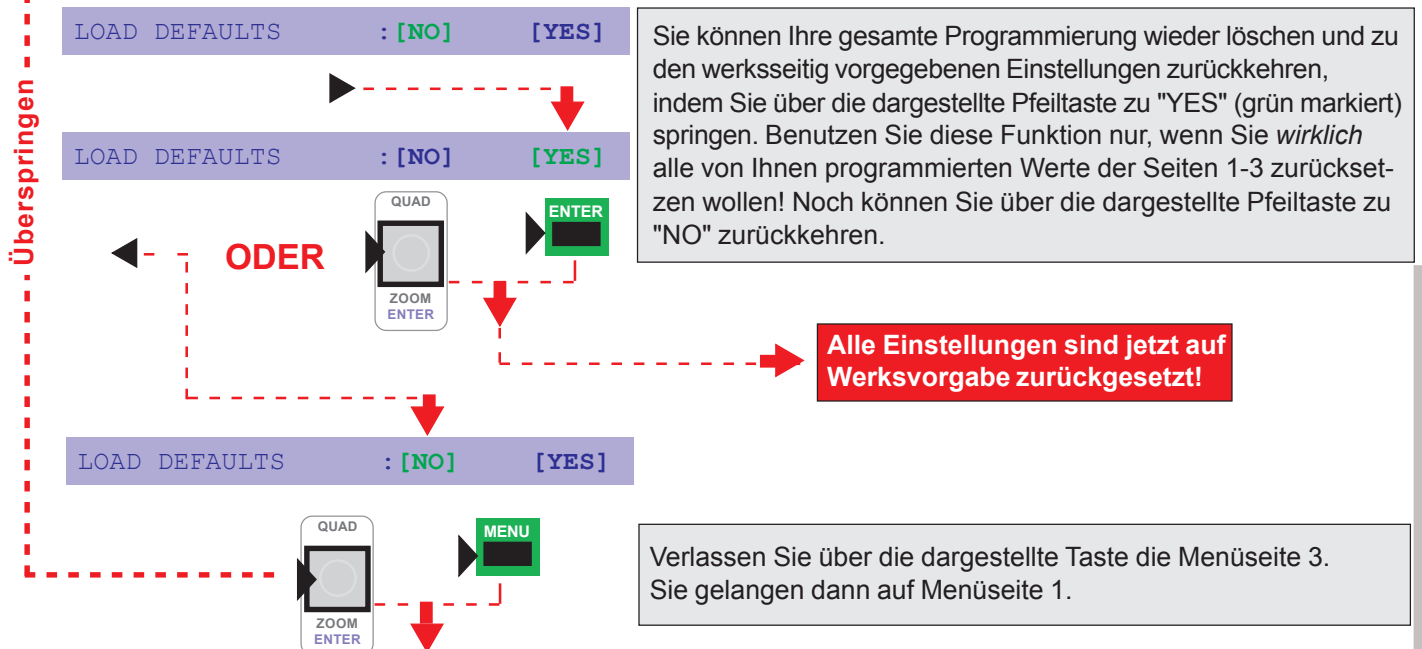 LOAD DEFAULTS :[NO] [YES]
Sie können Ihre gesamte Programmierung wieder löschen und zu
den werksseitig vorgegebenen Einstellungen zurückkehren,
indem Sie über die dargestellte Pfeiltaste zu "YES" (grün markiert)
springen. Benutzen Sie diese Funktion nur, wenn Sie wirklich
alle von Ihnen programmierten Werte der Seiten 1-3 zurückset-
zen wollen! Noch können Sie über die dargestellte Pfeiltaste zu
"NO" zurückkehren.
Überspringen
LOAD DEFAULTS :[NO] [YES]
QUAD
ENTER
ODER
ZOOM
ENTER
Alle Einstellungen sind jetzt auf
Werksvorgabe zurückgesetzt!
LOAD DEFAULTS :[NO] [YES]
QUAD
MENU
ZOOM
ENTER
Verlassen Sie über die dargestellte Taste die Menüseite 3.
Sie gelangen dann auf Menüseite 1.